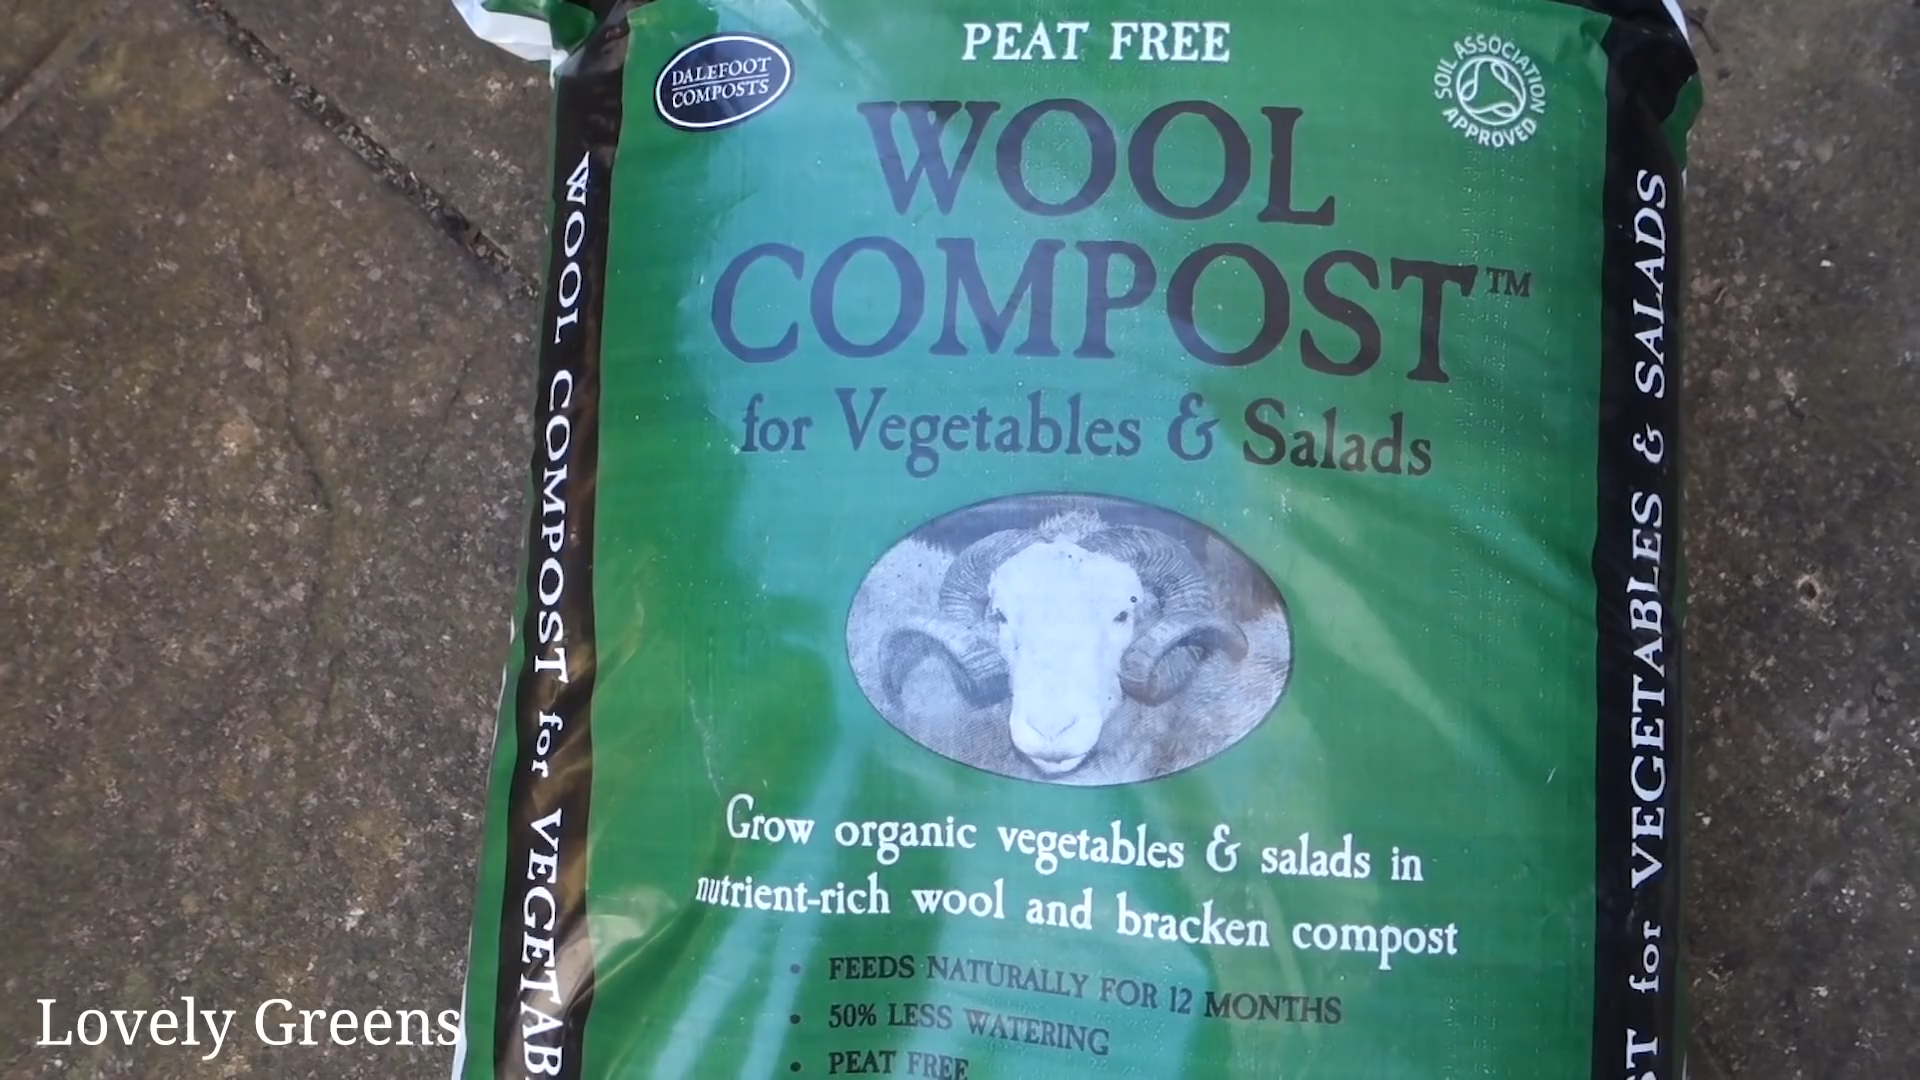 PEAT FREE
DALEFOOT
COMPOSTS
SOIL ASSOCIATION
APPROVED
WOOL
COMPOST™
for Vegetables & Salads
Grow organic vegetables & salads in
nutrient-rich wool and bracken compost
• FEEDS NATURALLY FOR 12 MONTHS
• 50% LESS WATERING
• PEAT FREE
WOOL COMPOST for VEGETAB
ST for VEGETABLES & SALADS
Lovely Greens